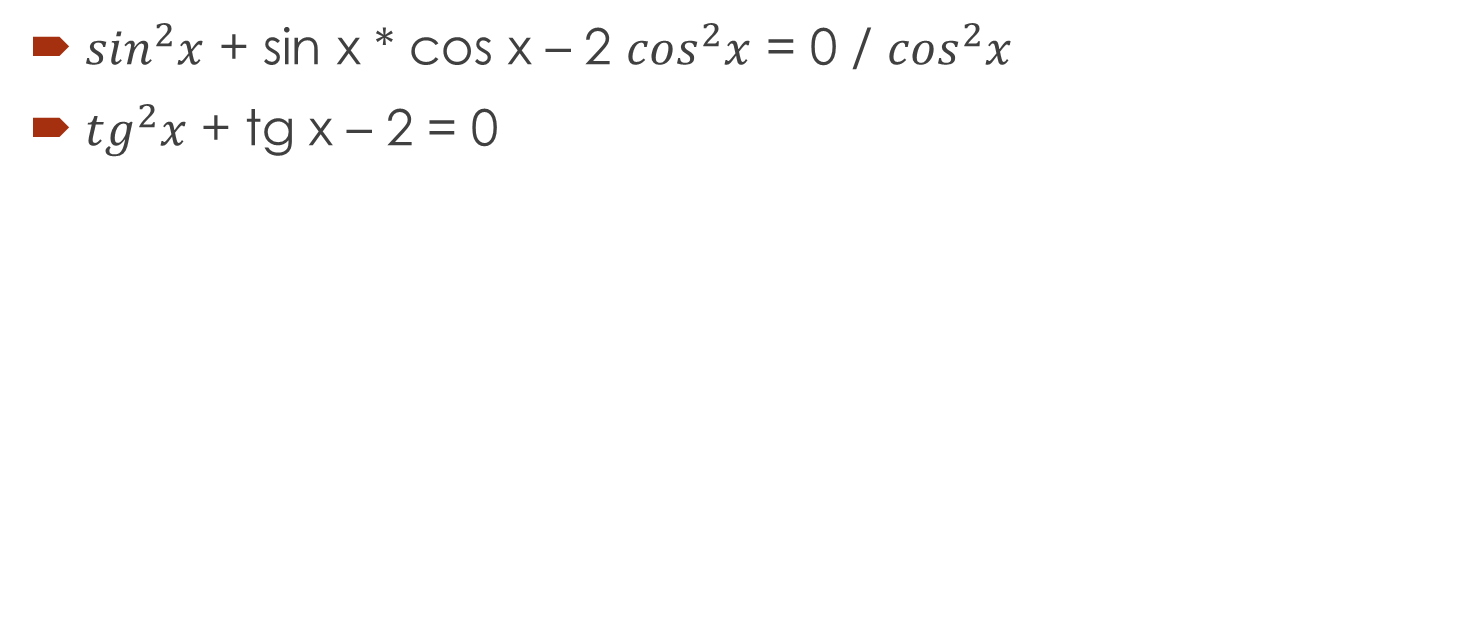 sin²x + sin x * cos x – 2 cos²x = 0 / cos²x
tg²x + tg x – 2 = 0